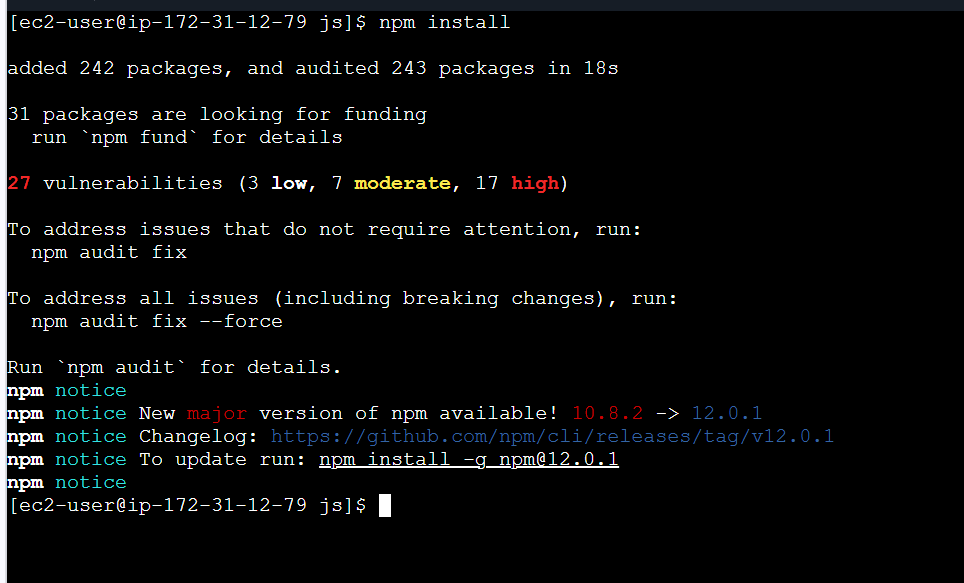 [ec2-user@ip-172-31-12-79 js]$ npm install
added 242 packages, and audited 243 packages in 18s
31 packages are looking for funding
  run `npm fund` for details
27 vulnerabilities (3 low, 7 moderate, 17 high)
To address issues that do not require attention, run:
  npm audit fix
To address all issues (including breaking changes), run:
  npm audit fix --force
Run `npm audit` for details.
npm notice
npm notice New major version of npm available! 10.8.2 -> 12.0.1
npm notice Changelog: https://github.com/npm/cli/releases/tag/v12.0.1
npm notice To update run: npm install -g npm@12.0.1
npm notice
[ec2-user@ip-172-31-12-79 js]$